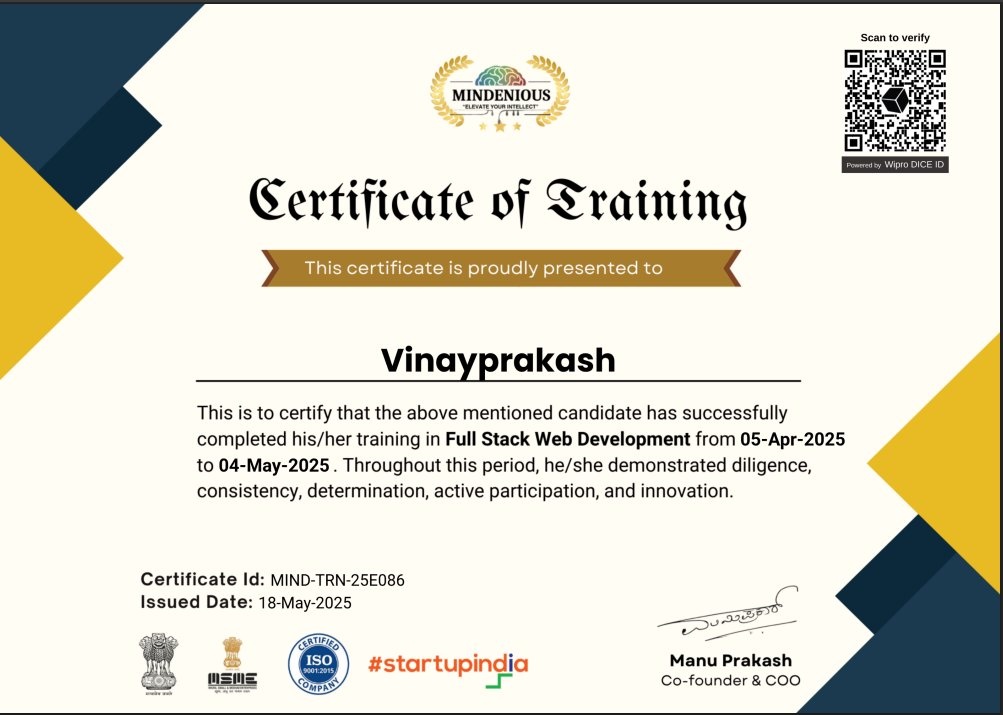 Scan to verify
MINDENIOUS
"ELEVATE YOUR INTELLECT"
Powered by Wipro DICE ID
Certificate of Training
This certificate is proudly presented to
Vinayprakash
This is to certify that the above mentioned candidate has successfully
completed his/her training in Full Stack Web Development from 05-Apr-2025
to 04-May-2025 . Throughout this period, he/she demonstrated diligence,
consistency, determination, active participation, and innovation.
Certificate Id: MIND-TRN-25E086
Issued Date: 18-May-2025
सत्यमेव जयते
MSME
CERTIFIED
ISO
9001:2015
COMPANY
#startupindia
Manu Prakash
Co-founder & COO